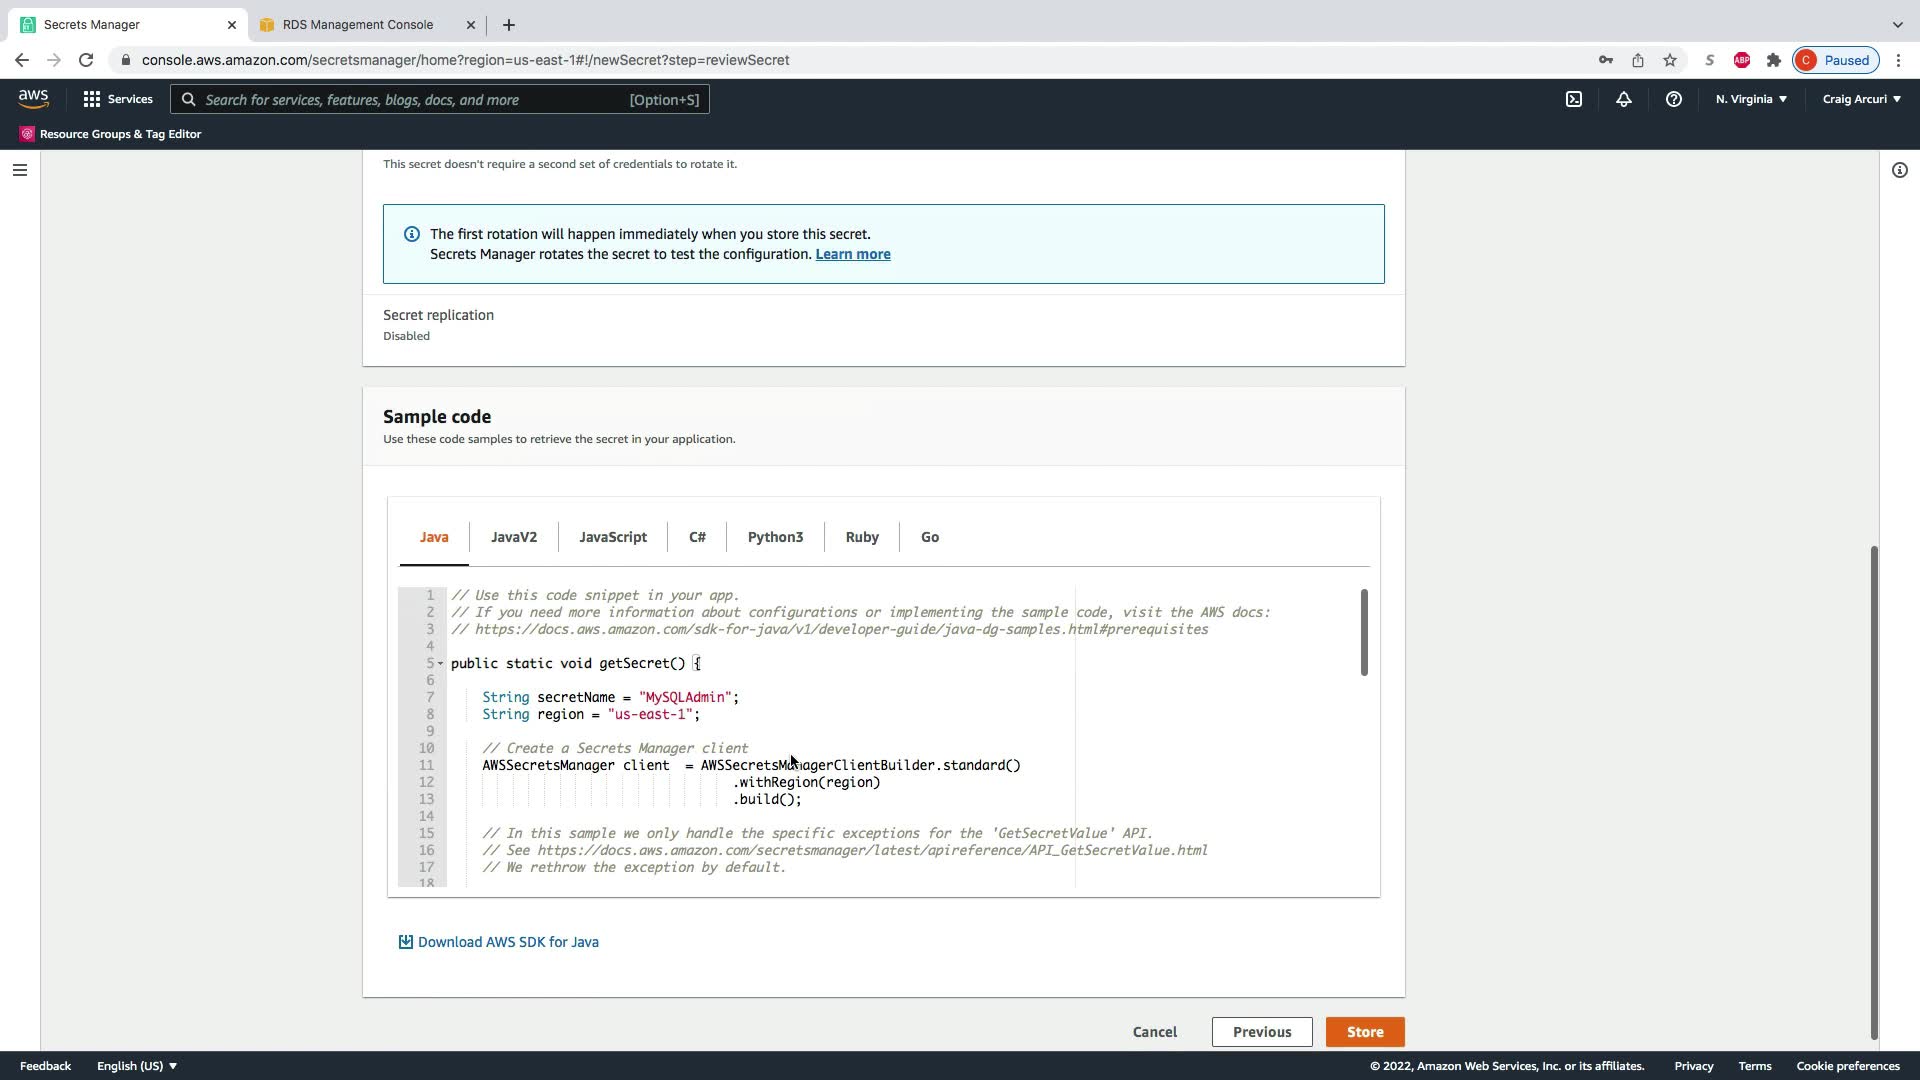 Secrets Manager
RDS Management Console
console.aws.amazon.com/secretsmanager/home?region=us-east-1#!/newSecret?step=reviewSecret
S
ABP
C
Paused
aws
Services
Search for services, features, blogs, docs, and more
[Option+S]
N. Virginia ▼
Craig Arcuri ▼
Resource Groups & Tag Editor
This secret doesn't require a second set of credentials to rotate it.
The first rotation will happen immediately when you store this secret.
Secrets Manager rotates the secret to test the configuration. Learn more
Secret replication
Disabled
Sample code
Use these code samples to retrieve the secret in your application.
Java
JavaV2
JavaScript
C#
Python3
Ruby
Go
1 // Use this code snippet in your app.
2 // If you need more information about configurations or implementing the sample code, visit the AWS docs:
3 // https://docs.aws.amazon.com/sdk-for-java/v1/developer-guide/java-dg-samples.html#prerequisites
4
5 public static void getSecret() {
6
7 String secretName = "MySQLAdmin";
8 String region = "us-east-1";
9
10 // Create a Secrets Manager client
11 AWSSecretsManager client = AWSSecretsManagerClientBuilder.standard()
12 .withRegion(region)
13 .build();
14
15 // In this sample we only handle the specific exceptions for the 'GetSecretValue' API.
16 // See https://docs.aws.amazon.com/secretsmanager/latest/apireference/API_GetSecretValue.html
17 // We rethrow the exception by default.
18
Download AWS SDK for Java
Cancel
Previous
Store
Feedback
English (US) ▼
© 2022, Amazon Web Services, Inc. or its affiliates.
Privacy
Terms
Cookie preferences